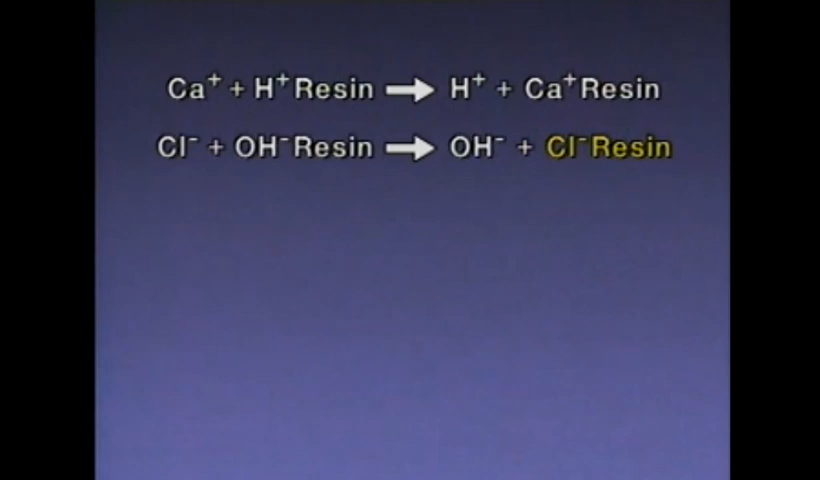 Ca⁺ + H⁺Resin ➡ H⁺ + Ca⁺Resin
Cl⁻ + OH⁻Resin ➡ OH⁻ + Cl⁻Resin